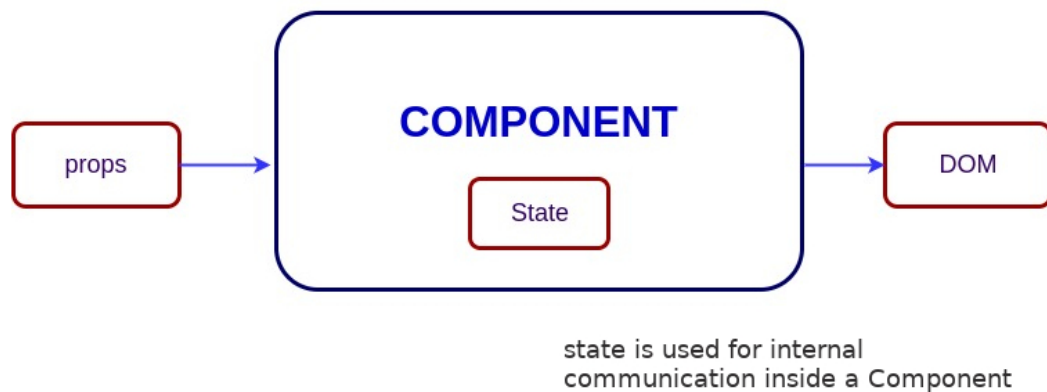 COMPONENT
props
State
DOM
state is used for internal
communication inside a Component